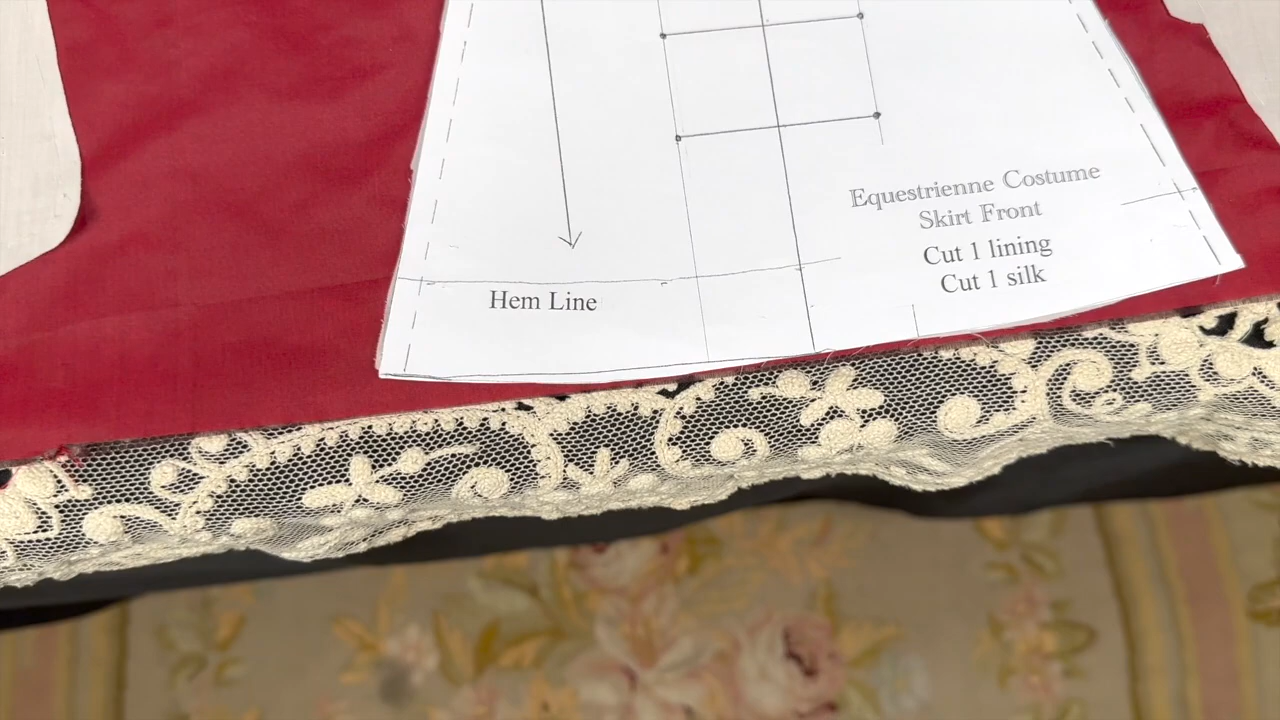 Equestrienne Costume
Skirt Front
Cut 1 lining
Cut 1 silk
Hem Line